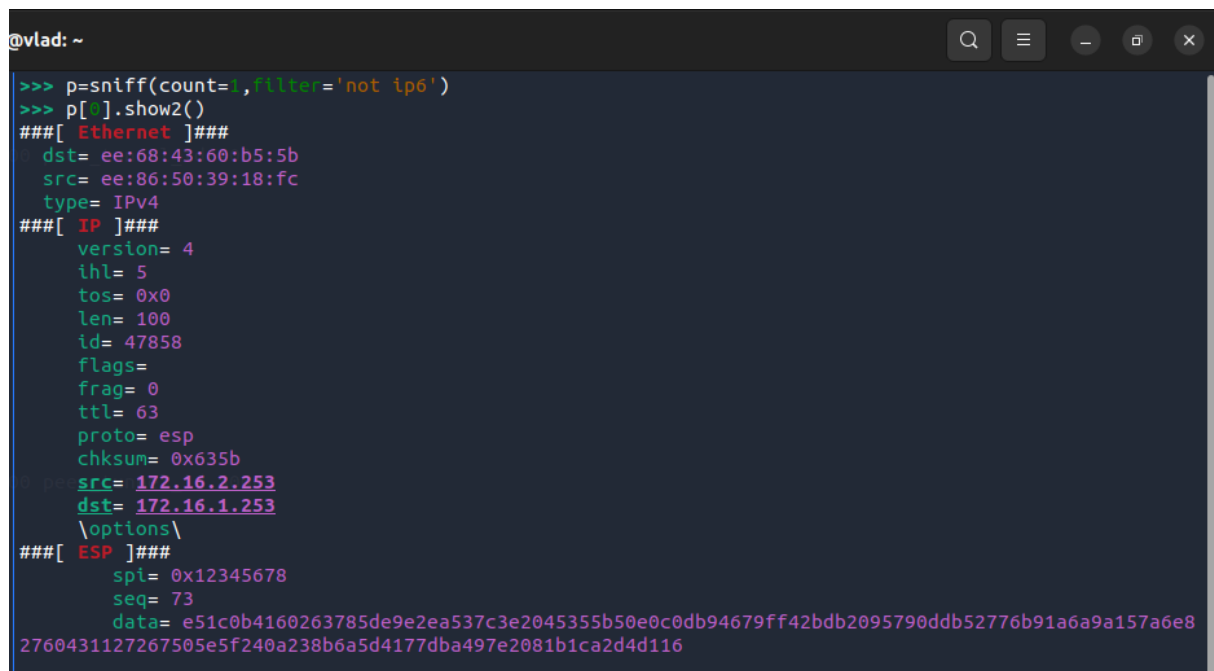 @vlad: ~
>>> p=sniff(count=1,filter='not ip6')
>>> p[0].show2()
###[ Ethernet ]###
dst= ee:68:43:60:b5:5b
src= ee:86:50:39:18:fc
type= IPv4
###[ IP ]###
version= 4
ihl= 5
tos= 0x0
len= 100
id= 47858
flags=
frag= 0
ttl= 63
proto= esp
chksum= 0x635b
src= 172.16.2.253
dst= 172.16.1.253
\options\
###[ ESP ]###
spi= 0x12345678
seq= 73
data= e51c0b4160263785de9e2ea537c3e2045355b50e0c0db94679ff42bdb2095790ddb52776b91a6a9a157a6e8
2760431127267505e5f240a238b6a5d4177dba497e2081b1ca2d4d116